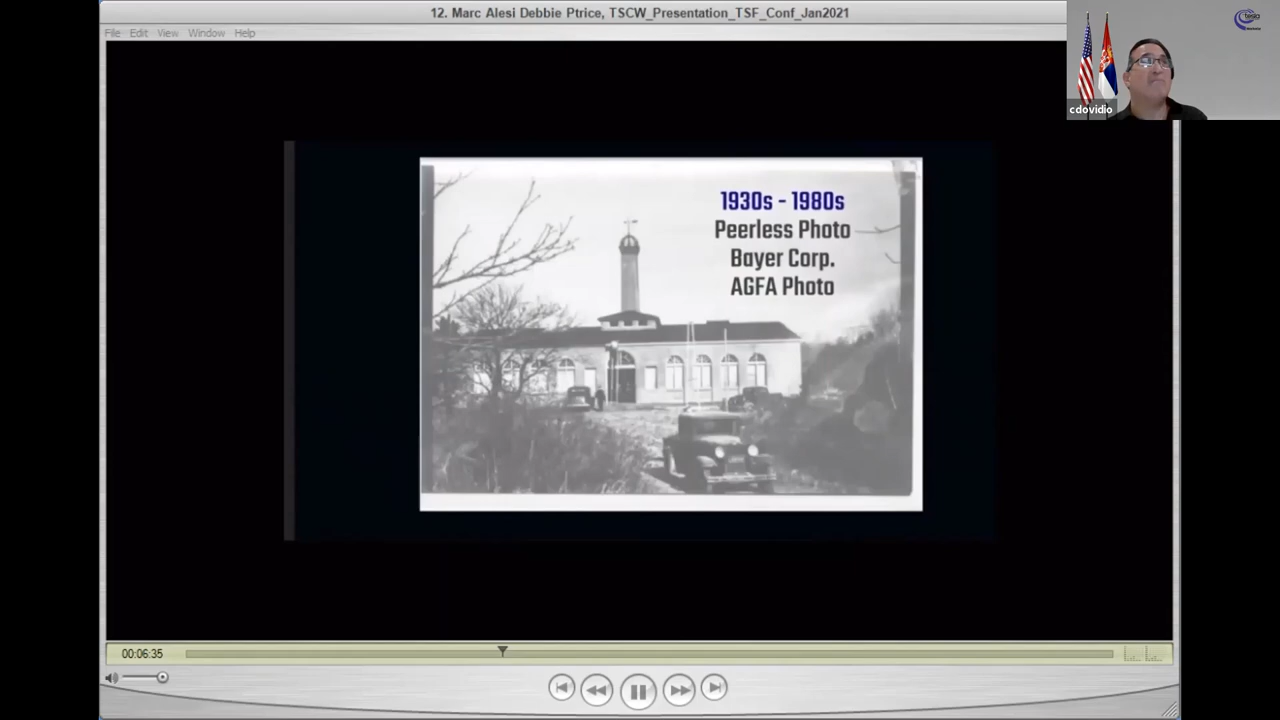 12. Marc Alesi Debbie Ptrice, TSCW_Presentation_TSF_Conf_Jan2021
File Edit View Window Help
cdovidio
1930s - 1980s
Peerless Photo
Bayer Corp.
AGFA Photo
00:06:35